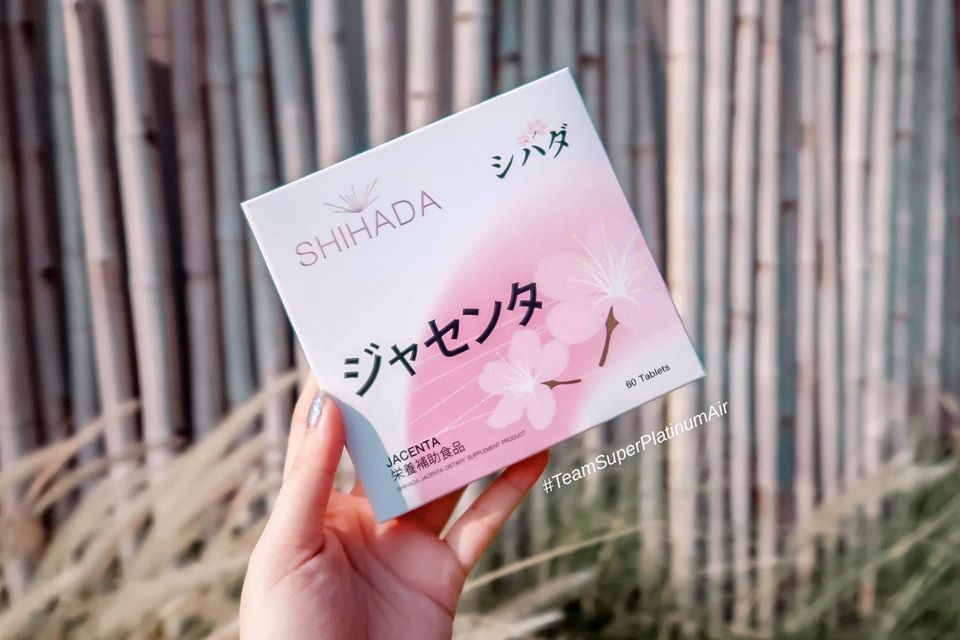 SHIHADA
シハダ
ジャセンタ
60 Tablets
JACENTA
栄養補助食品
SHIHADA JACENTA DIETARY SUPPLEMENT PRODUCT
#TeamSuperPlatinumAir